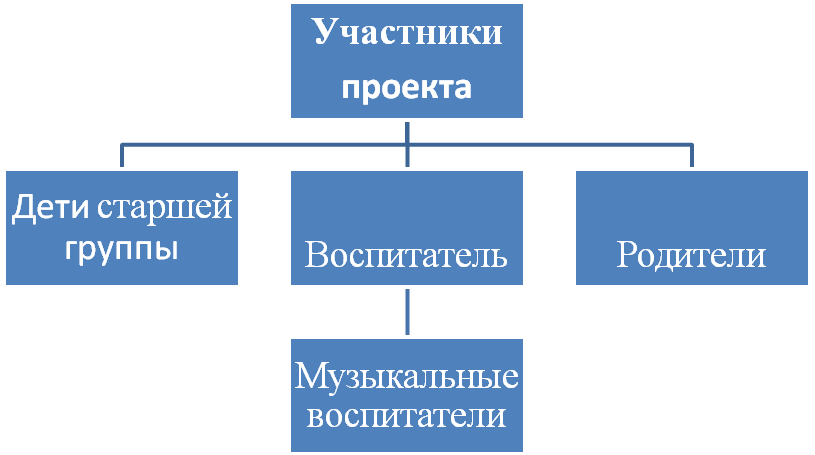 Участники
проекта
Дети старшей
группы
Воспитатель
Родители
Музыкальные
воспитатели